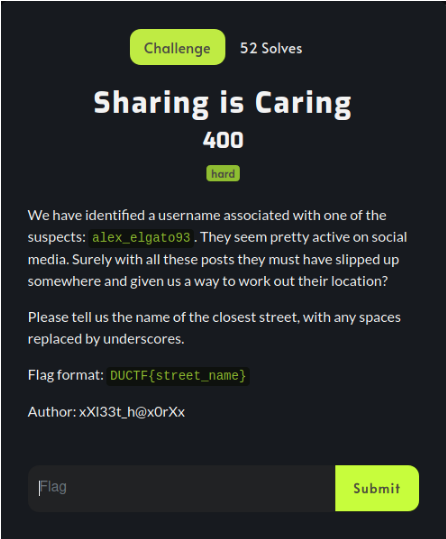 Challenge
52 Solves
Sharing is Caring
400
hard
We have identified a username associated with one of the
suspects: alex_elgato93. They seem pretty active on social
media. Surely with all these posts they must have slipped up
somewhere and given us a way to work out their location?
Please tell us the name of the closest street, with any spaces
replaced by underscores.
Flag format: DUCTF{street_name}
Author: xXl33t_h@x0rXx
Flag
Submit